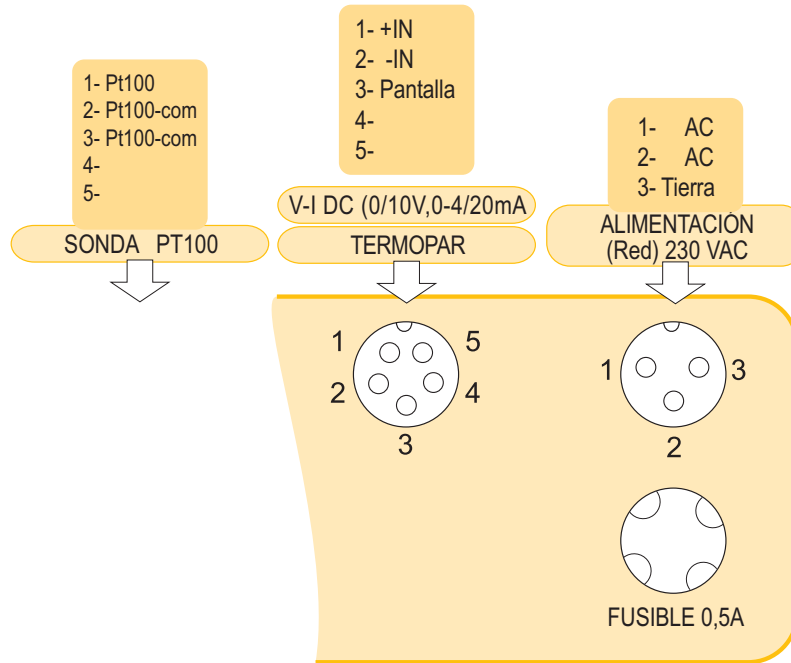 1- Pt100
2- Pt100-com
3- Pt100-com
4-
5-
SONDA PT100
1- +IN
2- -IN
3- Pantalla
4-
5-
V-I DC (0/10V,0-4/20mA
TERMOPAR
1- AC
2- AC
3- Tierra
ALIMENTACIÓN
(Red) 230 VAC
1 5
2 4
3
1 3
2
FUSIBLE 0,5A